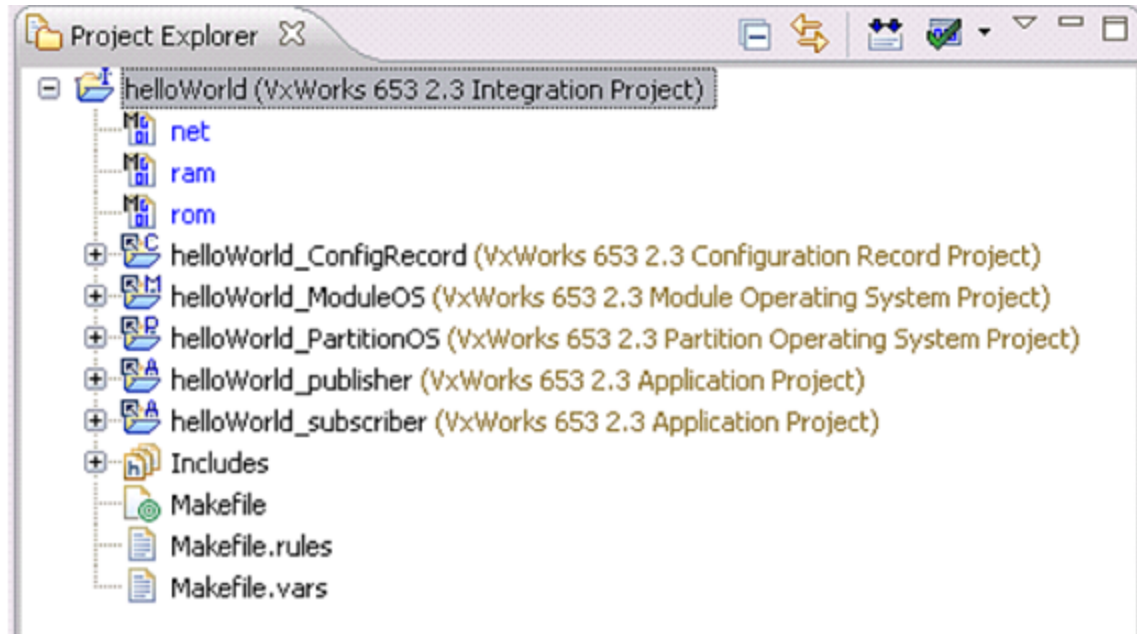 Project Explorer
helloWorld (VxWorks 653 2.3 Integration Project)
net
ram
rom
helloWorld_ConfigRecord (VxWorks 653 2.3 Configuration Record Project)
helloWorld_ModuleOS (VxWorks 653 2.3 Module Operating System Project)
helloWorld_PartitionOS (VxWorks 653 2.3 Partition Operating System Project)
helloWorld_publisher (VxWorks 653 2.3 Application Project)
helloWorld_subscriber (VxWorks 653 2.3 Application Project)
Includes
Makefile
Makefile.rules
Makefile.vars